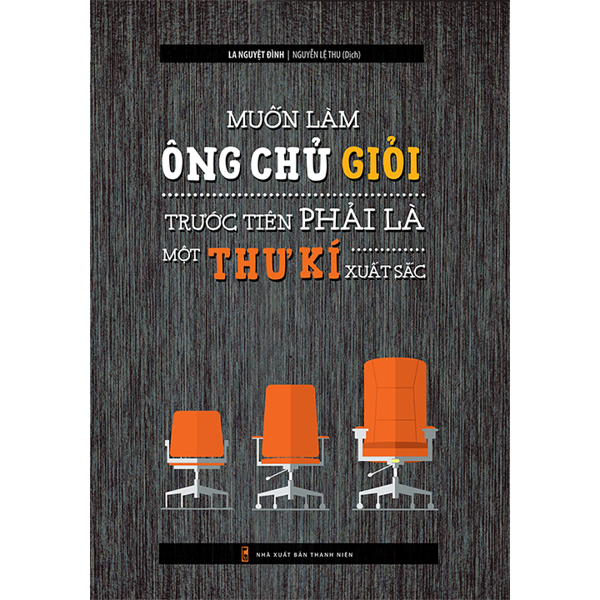 LA NGUYỆT ĐÌNH | NGUYỄN LỆ THU (Dịch)
MUỐN LÀM
ÔNG CHỦ GIỎI
TRƯỚC TIÊN PHẢI LÀ
MỘT THƯ KÍ XUẤT SẮC
NHÀ XUẤT BẢN THANH NIÊN